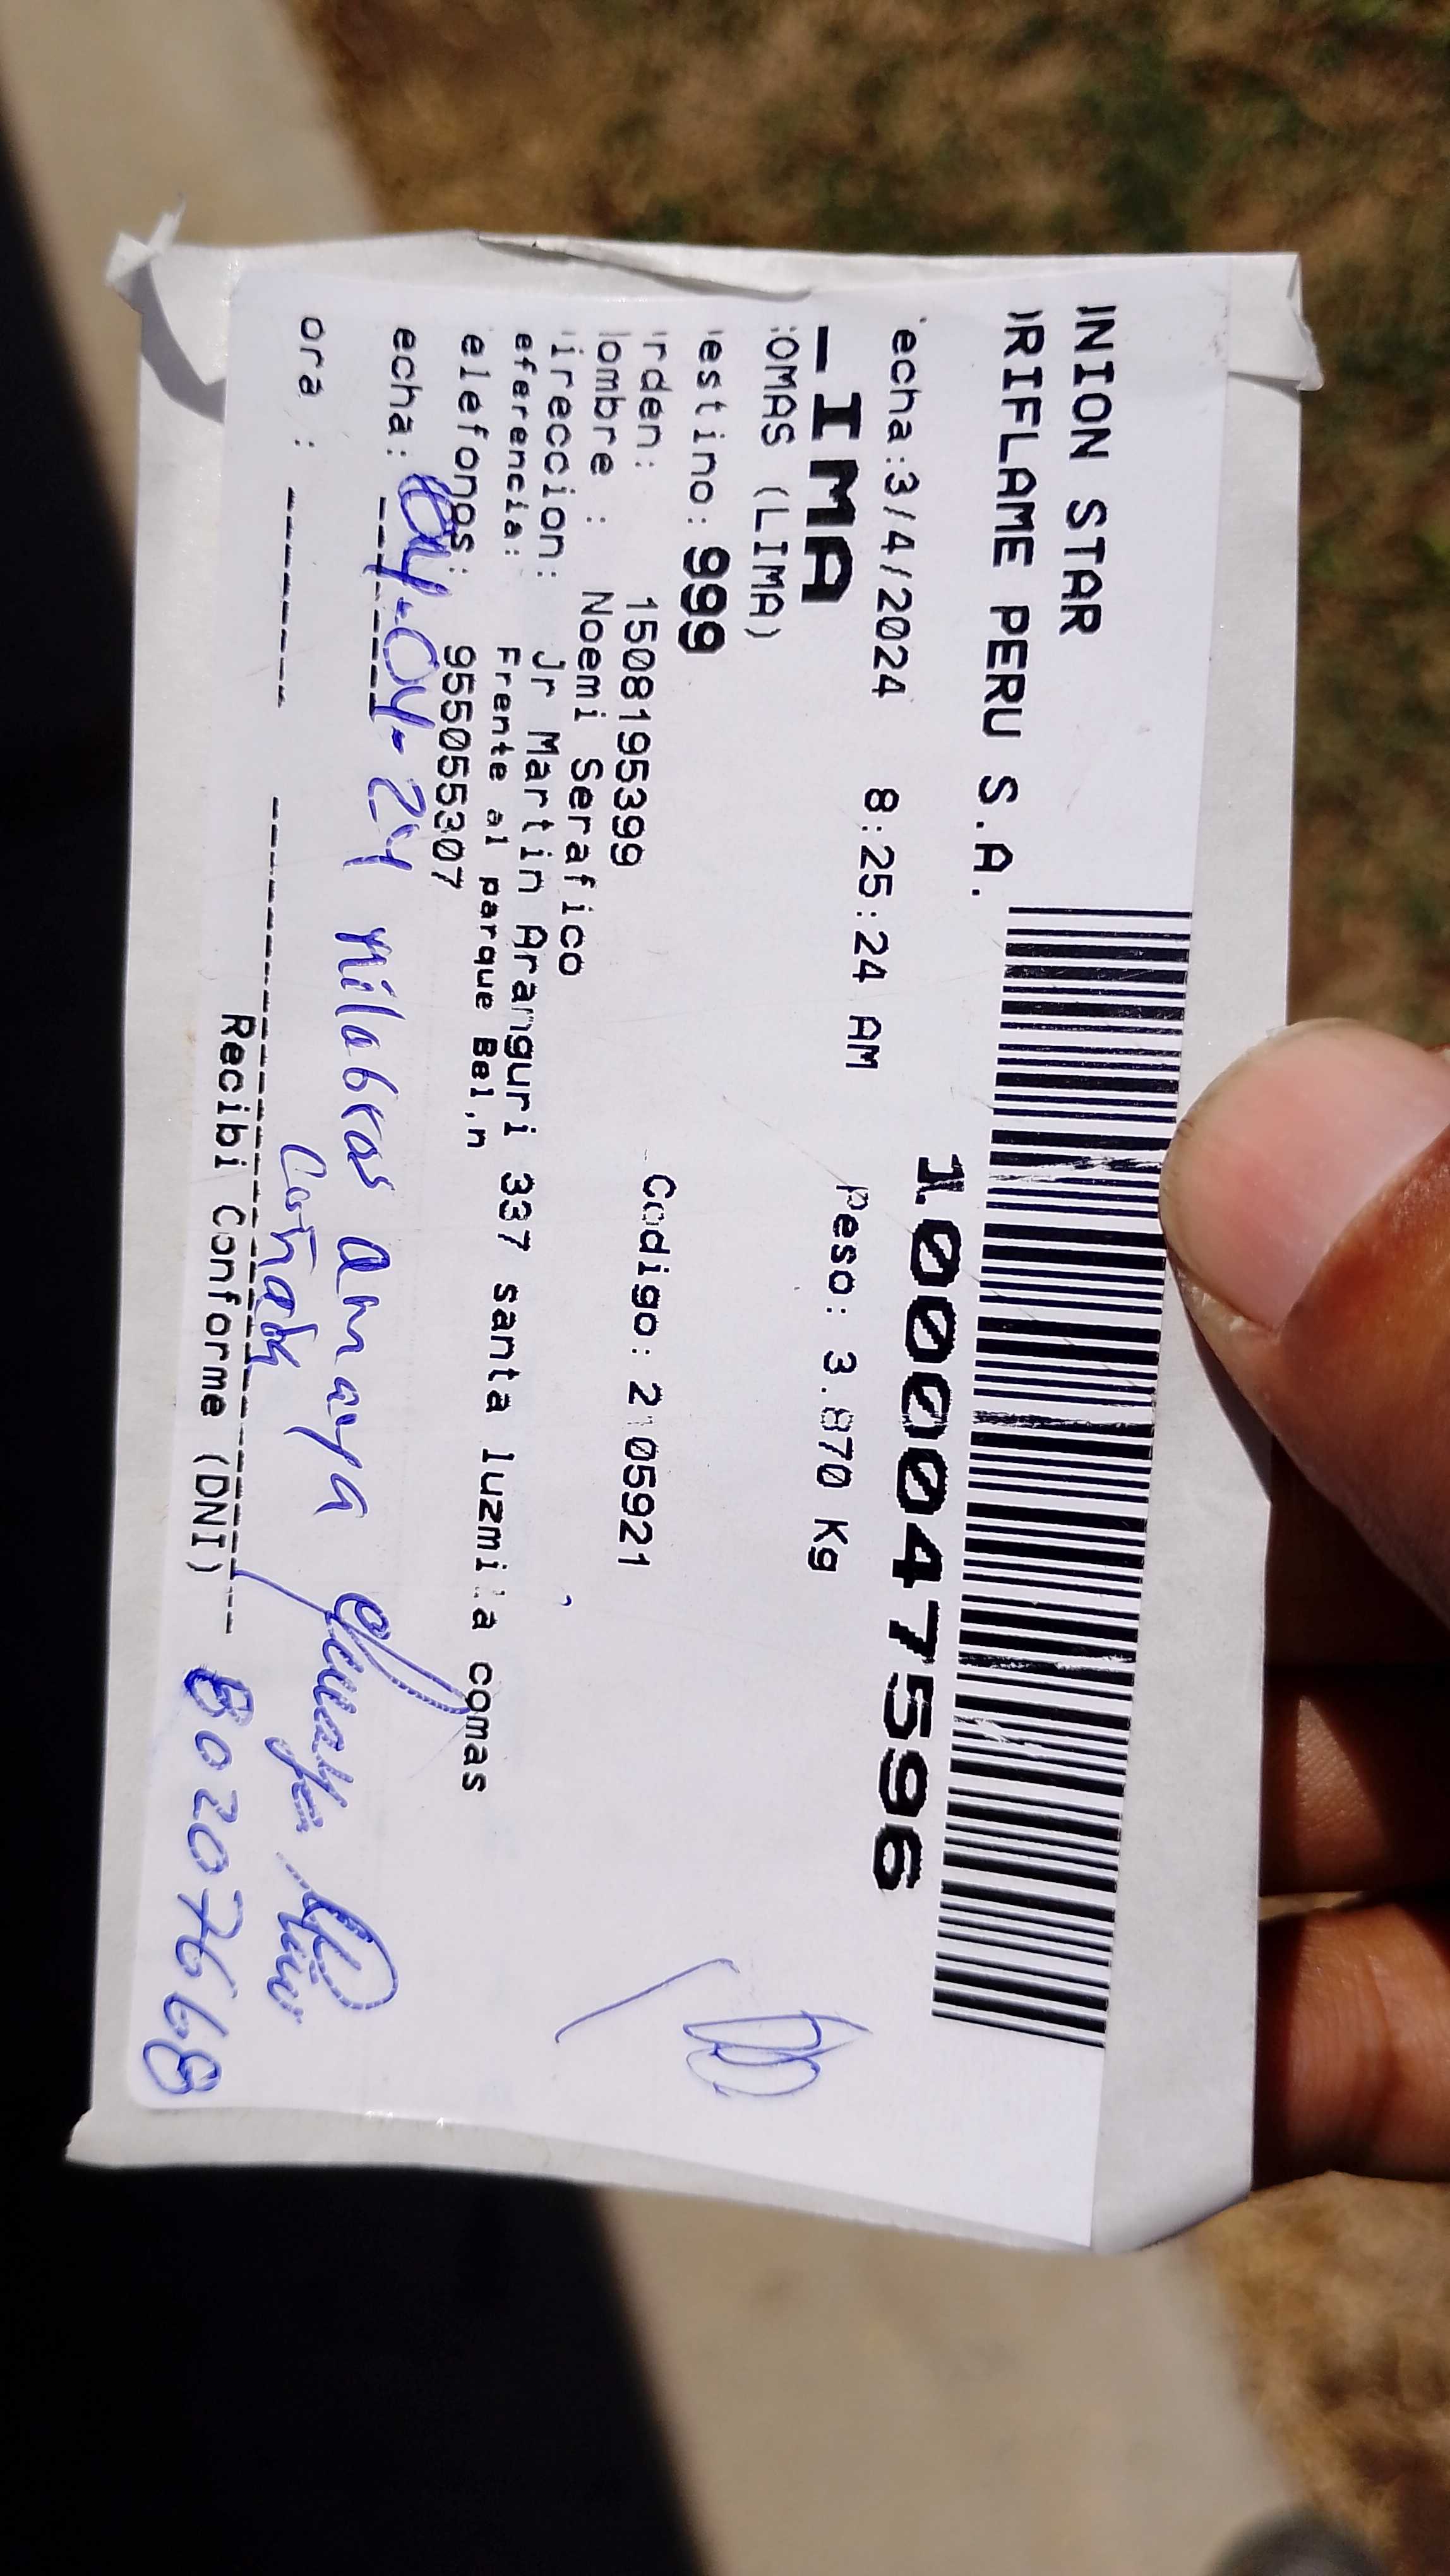 NION STAR
RIFLAME PERU S.A.
echa:3/4/2024 8:25:24 AM
1000047596
IMA
Peso: 3.870 Kg
OMAS (LIMA)
estino: 999
rden: 1508195399 Codigo: 2105921
ombre : Noemi Serafico
ireccion: Jr Martin Aranguri 337 santa luzmila comas
eferencia: Frente al parque Bel,n
elefonos: 955055307
echa: 04-04-24 Milabros Amaya
ora :
Cuñada
Recibi Conforme (DNI) 80207668